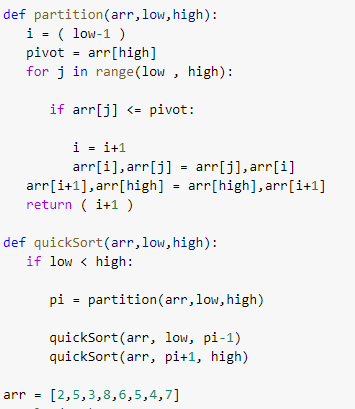 def partition(arr,low,high):
   i = ( low-1 )
   pivot = arr[high]
   for j in range(low , high):
      if arr[j] <= pivot:
         i = i+1
         arr[i],arr[j] = arr[j],arr[i]
   arr[i+1],arr[high] = arr[high],arr[i+1]
   return ( i+1 )
def quickSort(arr,low,high):
   if low < high:
      pi = partition(arr,low,high)
      quickSort(arr, low, pi-1)
      quickSort(arr, pi+1, high)
arr = [2,5,3,8,6,5,4,7]